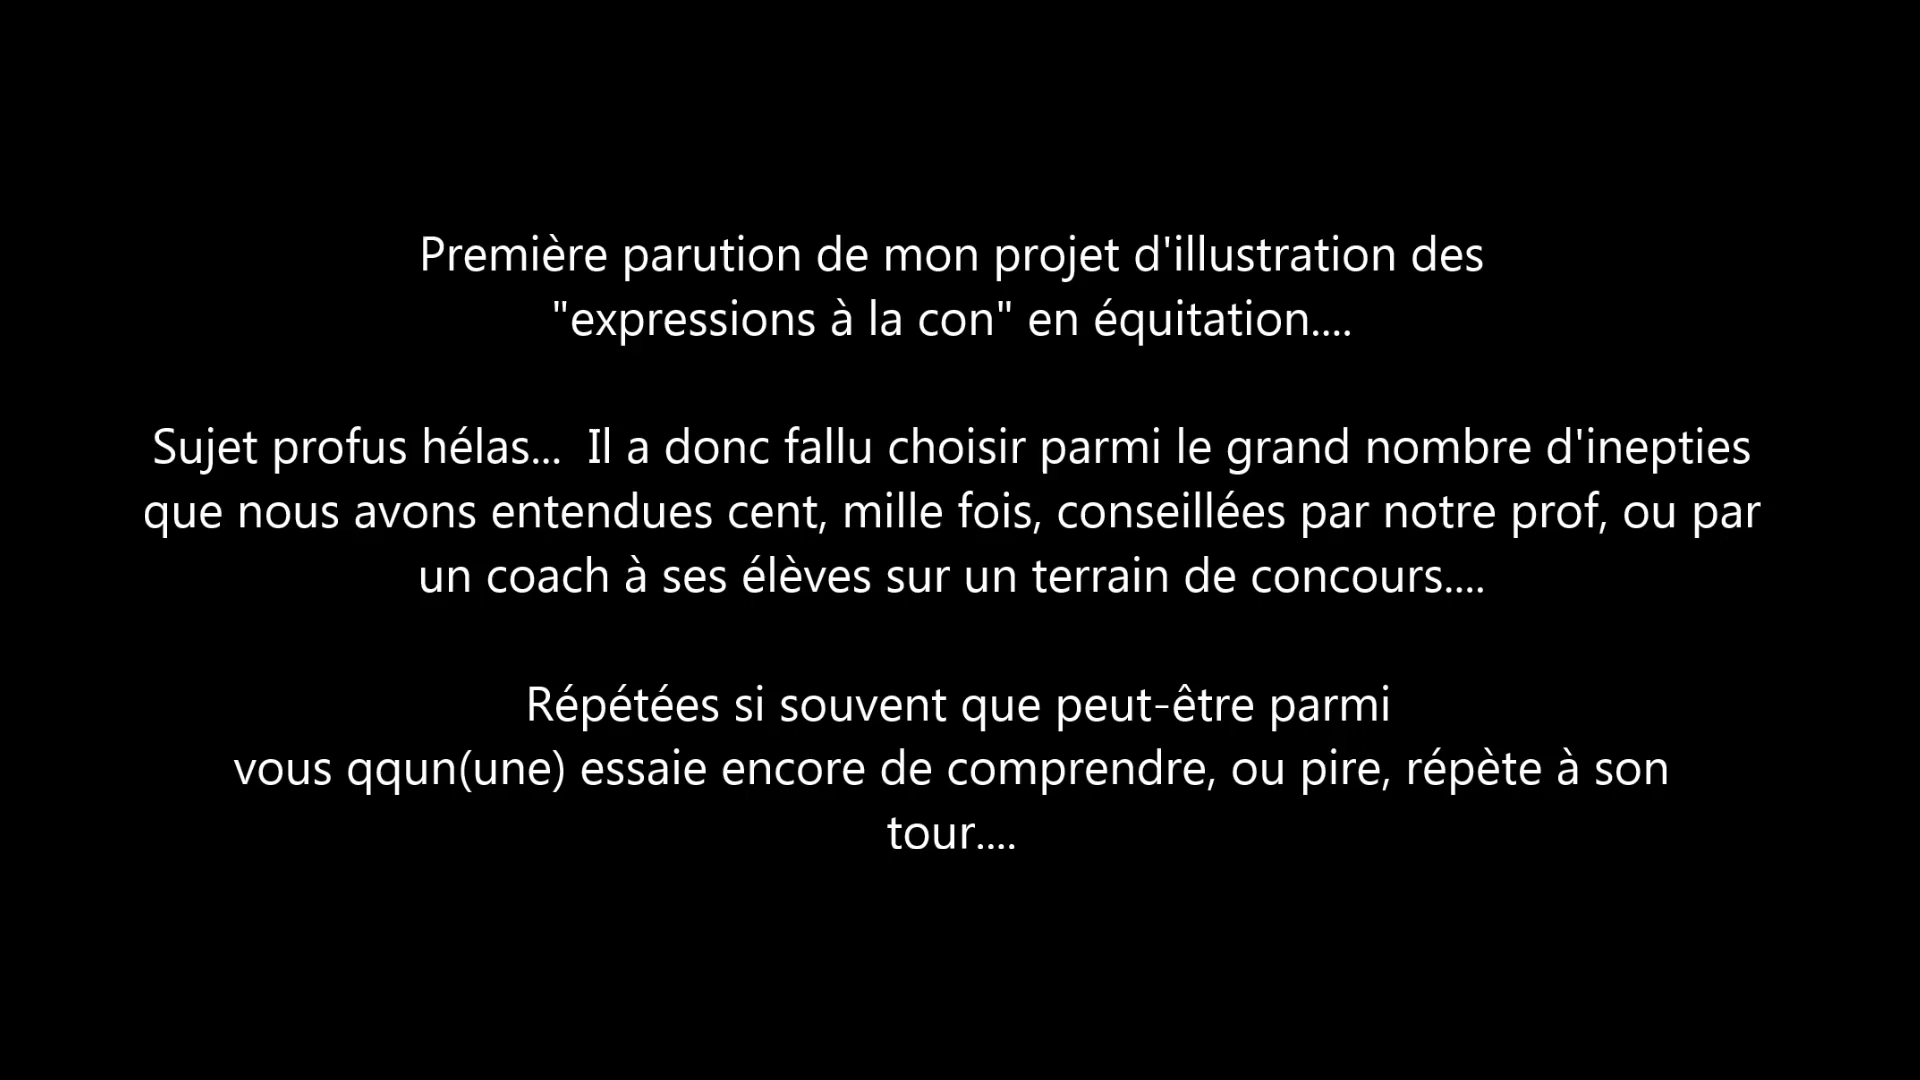 Première parution de mon projet d'illustration des
"expressions à la con" en équitation....
Sujet profus hélas...  Il a donc fallu choisir parmi le grand nombre d'inepties
que nous avons entendues cent, mille fois, conseillées par notre prof, ou par
un coach à ses élèves sur un terrain de concours....
Répétées si souvent que peut-être parmi
vous qqun(une) essaie encore de comprendre, ou pire, répète à son
tour....